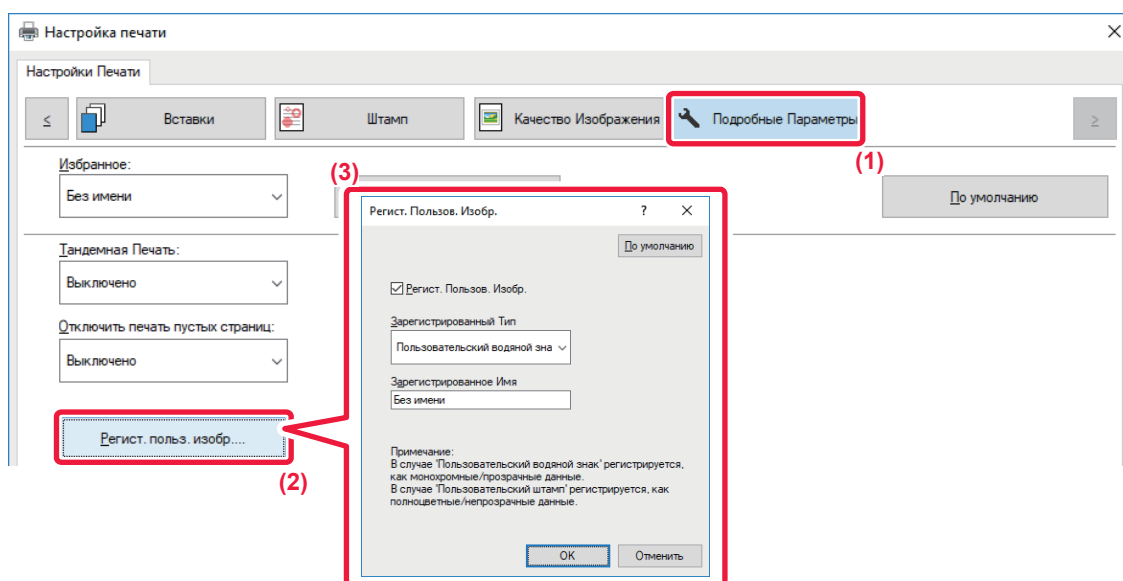 Настройка печати
Настройки Печати
<
Вставки
Штамп
Качество Изображения
Подробные Параметры
>
(1)
Избранное:
Без имени
(3)
По умолчанию
Тандемная Печать:
Выключено
Отключить печать пустых страниц:
Выключено
Регист. польз. изобр....
(2)
Регист. Пользов. Изобр.
?
По умолчанию
Регист. Пользов. Изобр.
Зарегистрированный Тип
Пользовательский водяной зна
Зарегистрированное Имя
Без имени
Примечание:
В случае 'Пользовательский водяной знак' регистрируется,
как монохромные/прозрачные данные.
В случае 'Пользовательский штамп' регистрируется, как
полноцветные/непрозрачные данные.
OK
Отменить